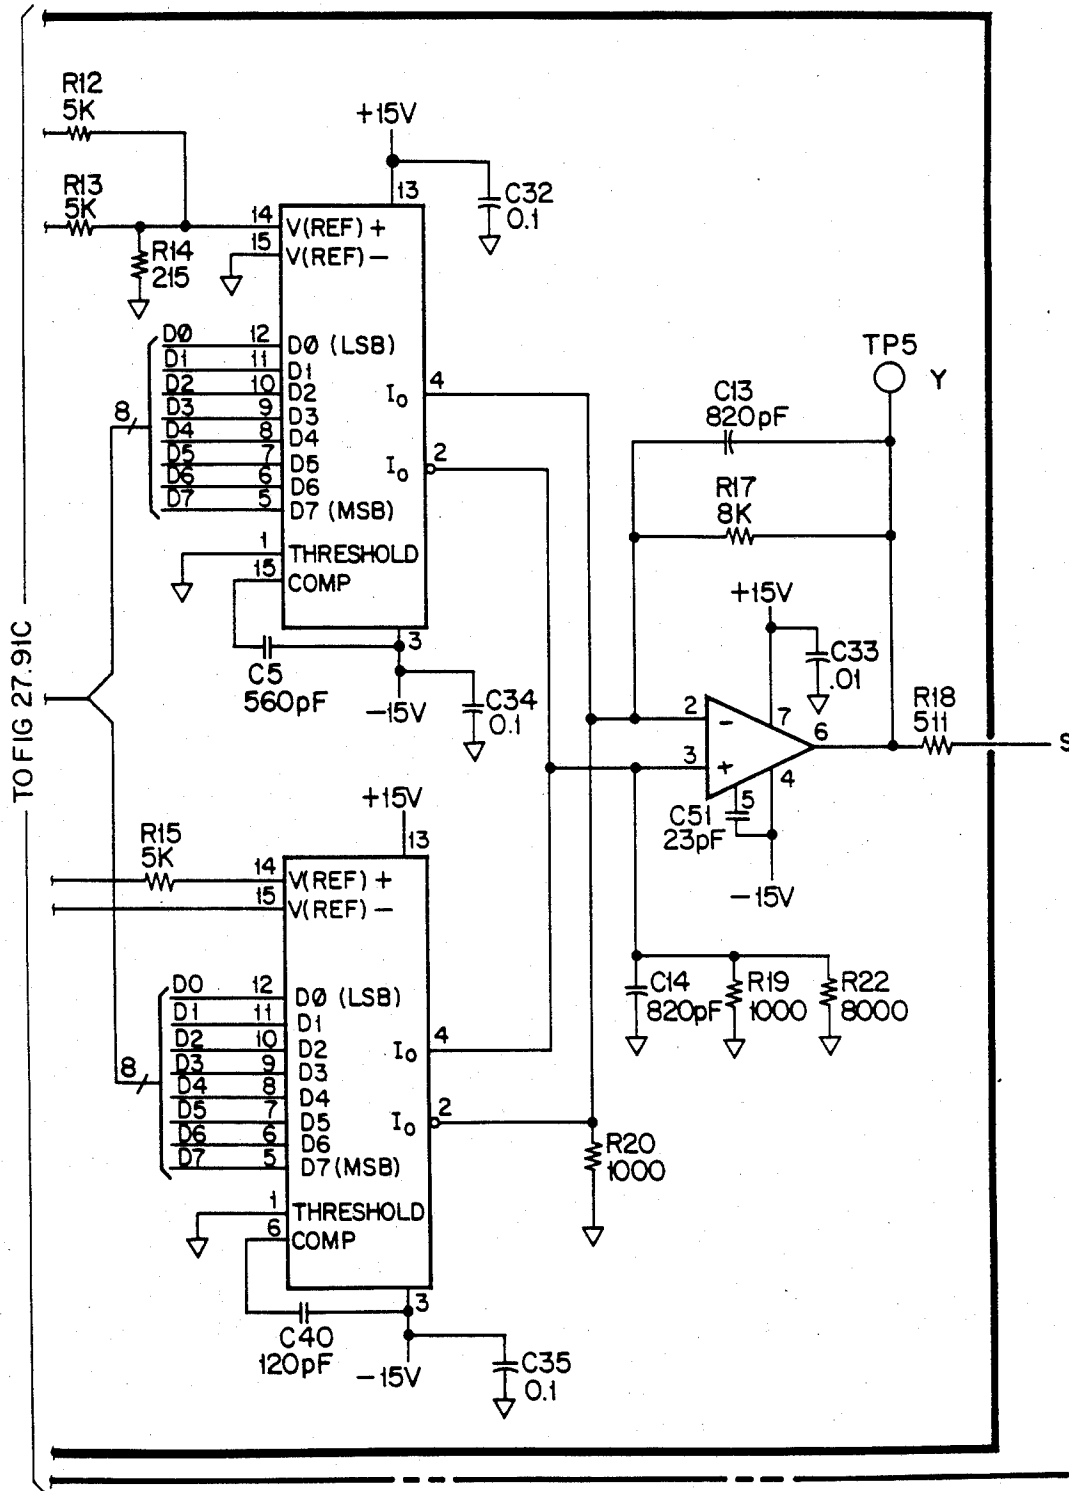 TO FIG 27.91C
R12
5K
+15V
R13
5K
13
C32
0.1
14
V(REF)+
15
V(REF)-
R14
215
D0
12
D0 (LSB)
D1
11
D1
D2
10
D2
D3
9
D3
D4
8
D4
D5
7
D5
D6
6
D6
D7
5
D7 (MSB)
8
Io
4
Io
2
1
THRESHOLD
15
COMP
3
C5
560pF
-15V
C34
0.1
TP5
Y
C13
820pF
R17
8K
+15V
C33
.01
2
-
7
6
3
+
4
5
R18
511
S
C51
23pF
-15V
+15V
R15
5K
13
14
V(REF)+
15
V(REF)-
C14
820pF
R19
1000
R22
8000
D0
12
D0 (LSB)
D1
11
D1
D2
10
D2
D3
9
D3
D4
8
D4
D5
7
D5
D6
6
D6
D7
5
D7 (MSB)
8
Io
4
Io
2
R20
1000
1
THRESHOLD
6
COMP
3
C40
120pF
-15V
C35
0.1